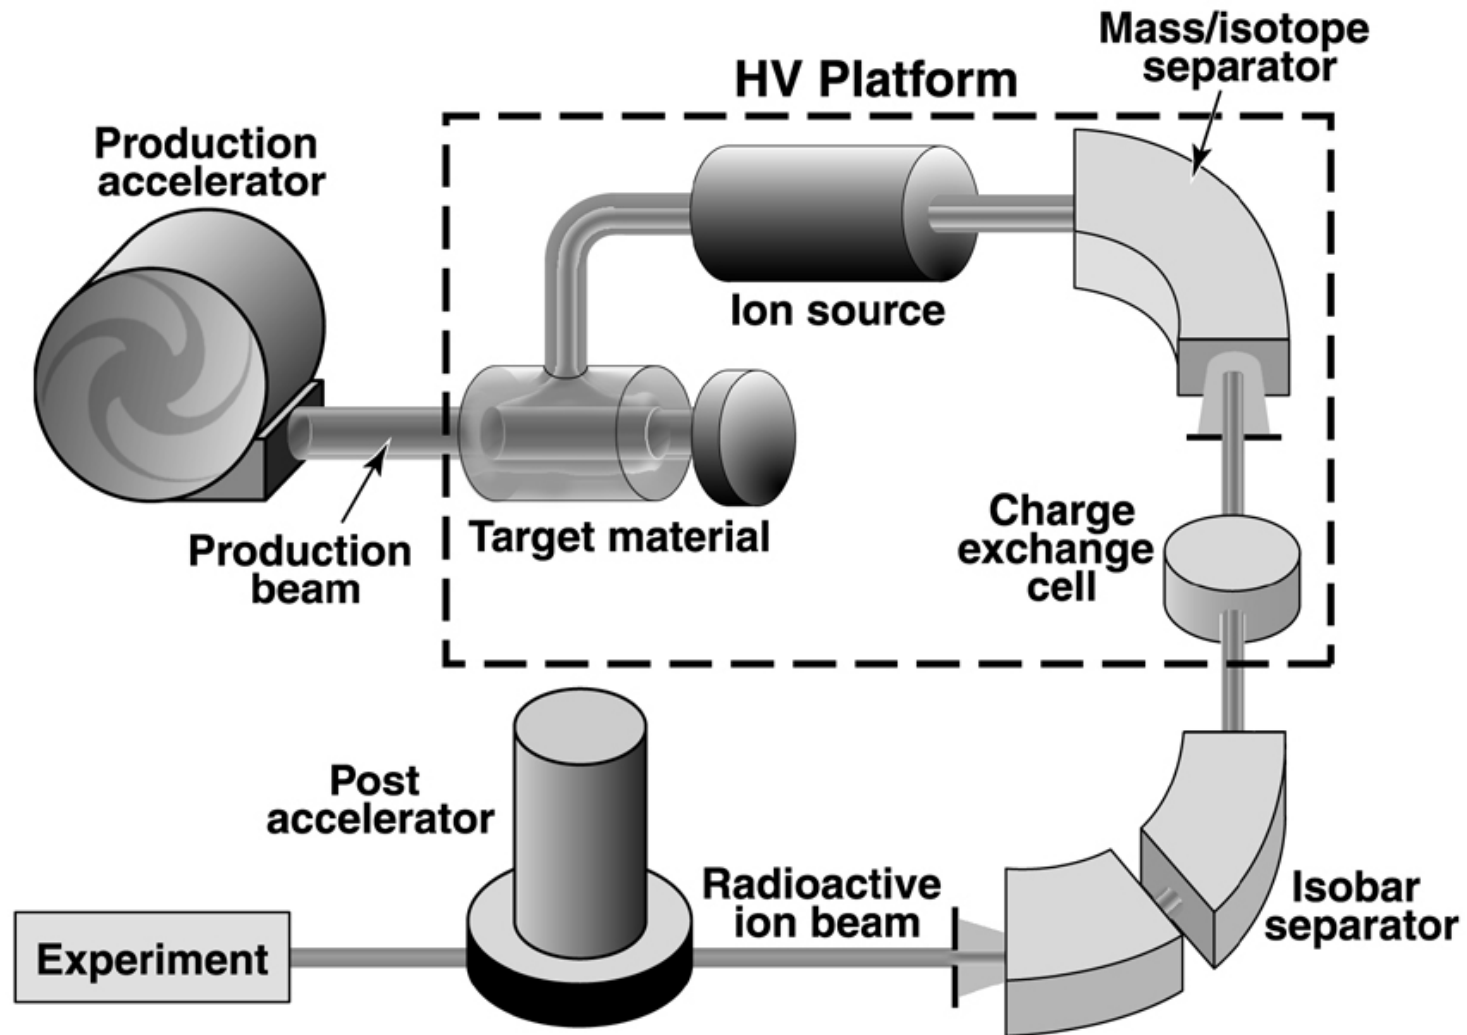 Mass/isotope
separator
HV Platform
Production
accelerator
Ion source
Production
beam
Target material
Charge
exchange
cell
Post
accelerator
Radioactive
ion beam
Isobar
separator
Experiment